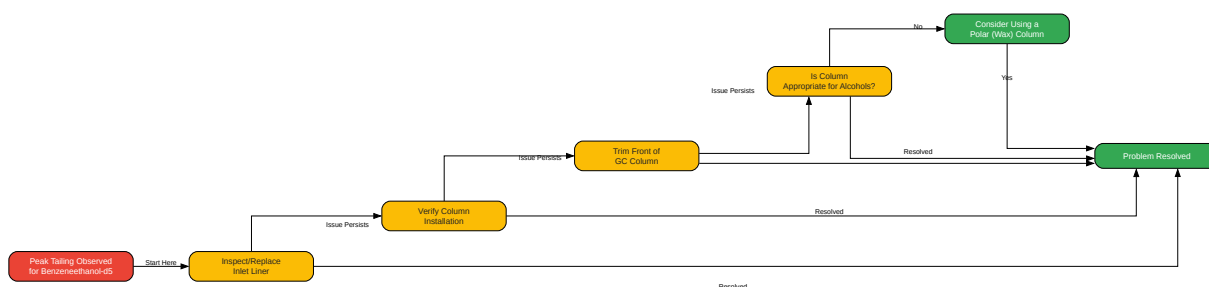 Consider Using a
Polar (Wax) Column
No
Is Column
Appropriate for Alcohols?
Yes
Issue Persists
Trim Front of
GC Column
Resolved
Problem Resolved
Issue Persists
Verify Column
Installation
Resolved
Issue Persists
Peak Tailing Observed
for Benzeneethanol-d5
Start Here
Inspect/Replace
Inlet Liner
Resolved